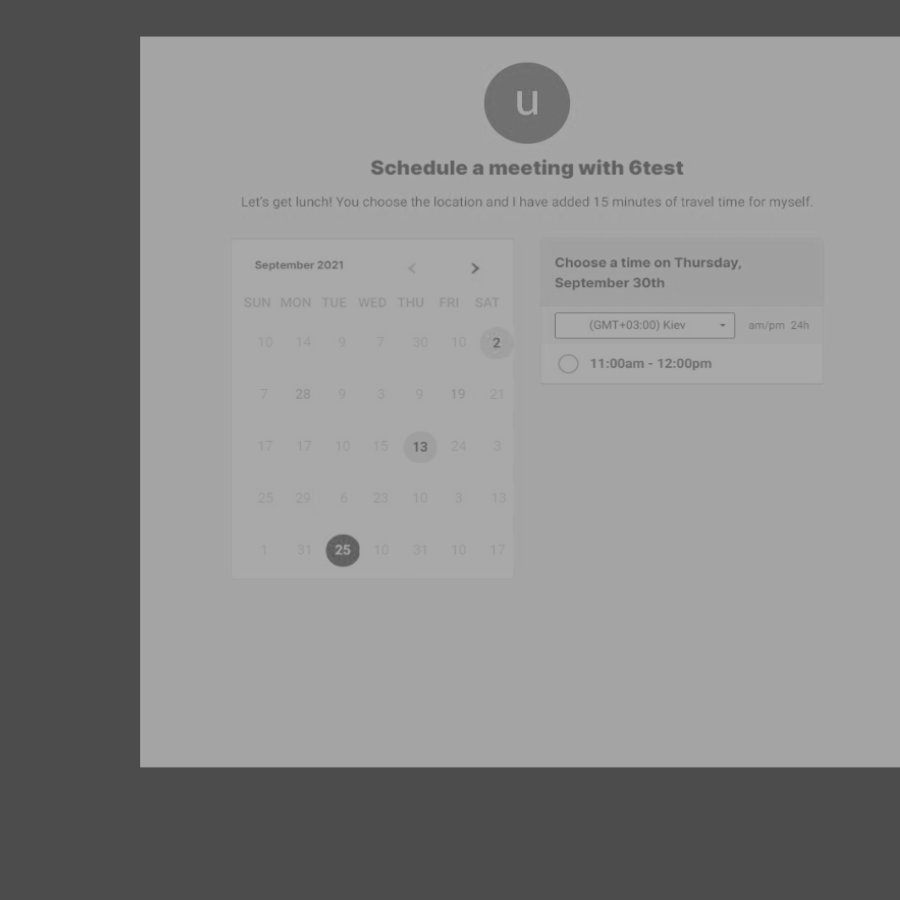 u
Schedule a meeting with 6test
Let's get lunch! You choose the location and I have added 15 minutes of travel time for myself.
September 2021
SUN MON TUE WED THU FRI SAT
10 14 9 7 30 10 2
7 28 9 3 9 19 21
17 17 10 15 13 24 3
25 29 6 23 10 3 13
1 31 25 10 31 10 17
Choose a time on Thursday,
September 30th
(GMT+03:00) Kiev am/pm 24h
11:00am - 12:00pm